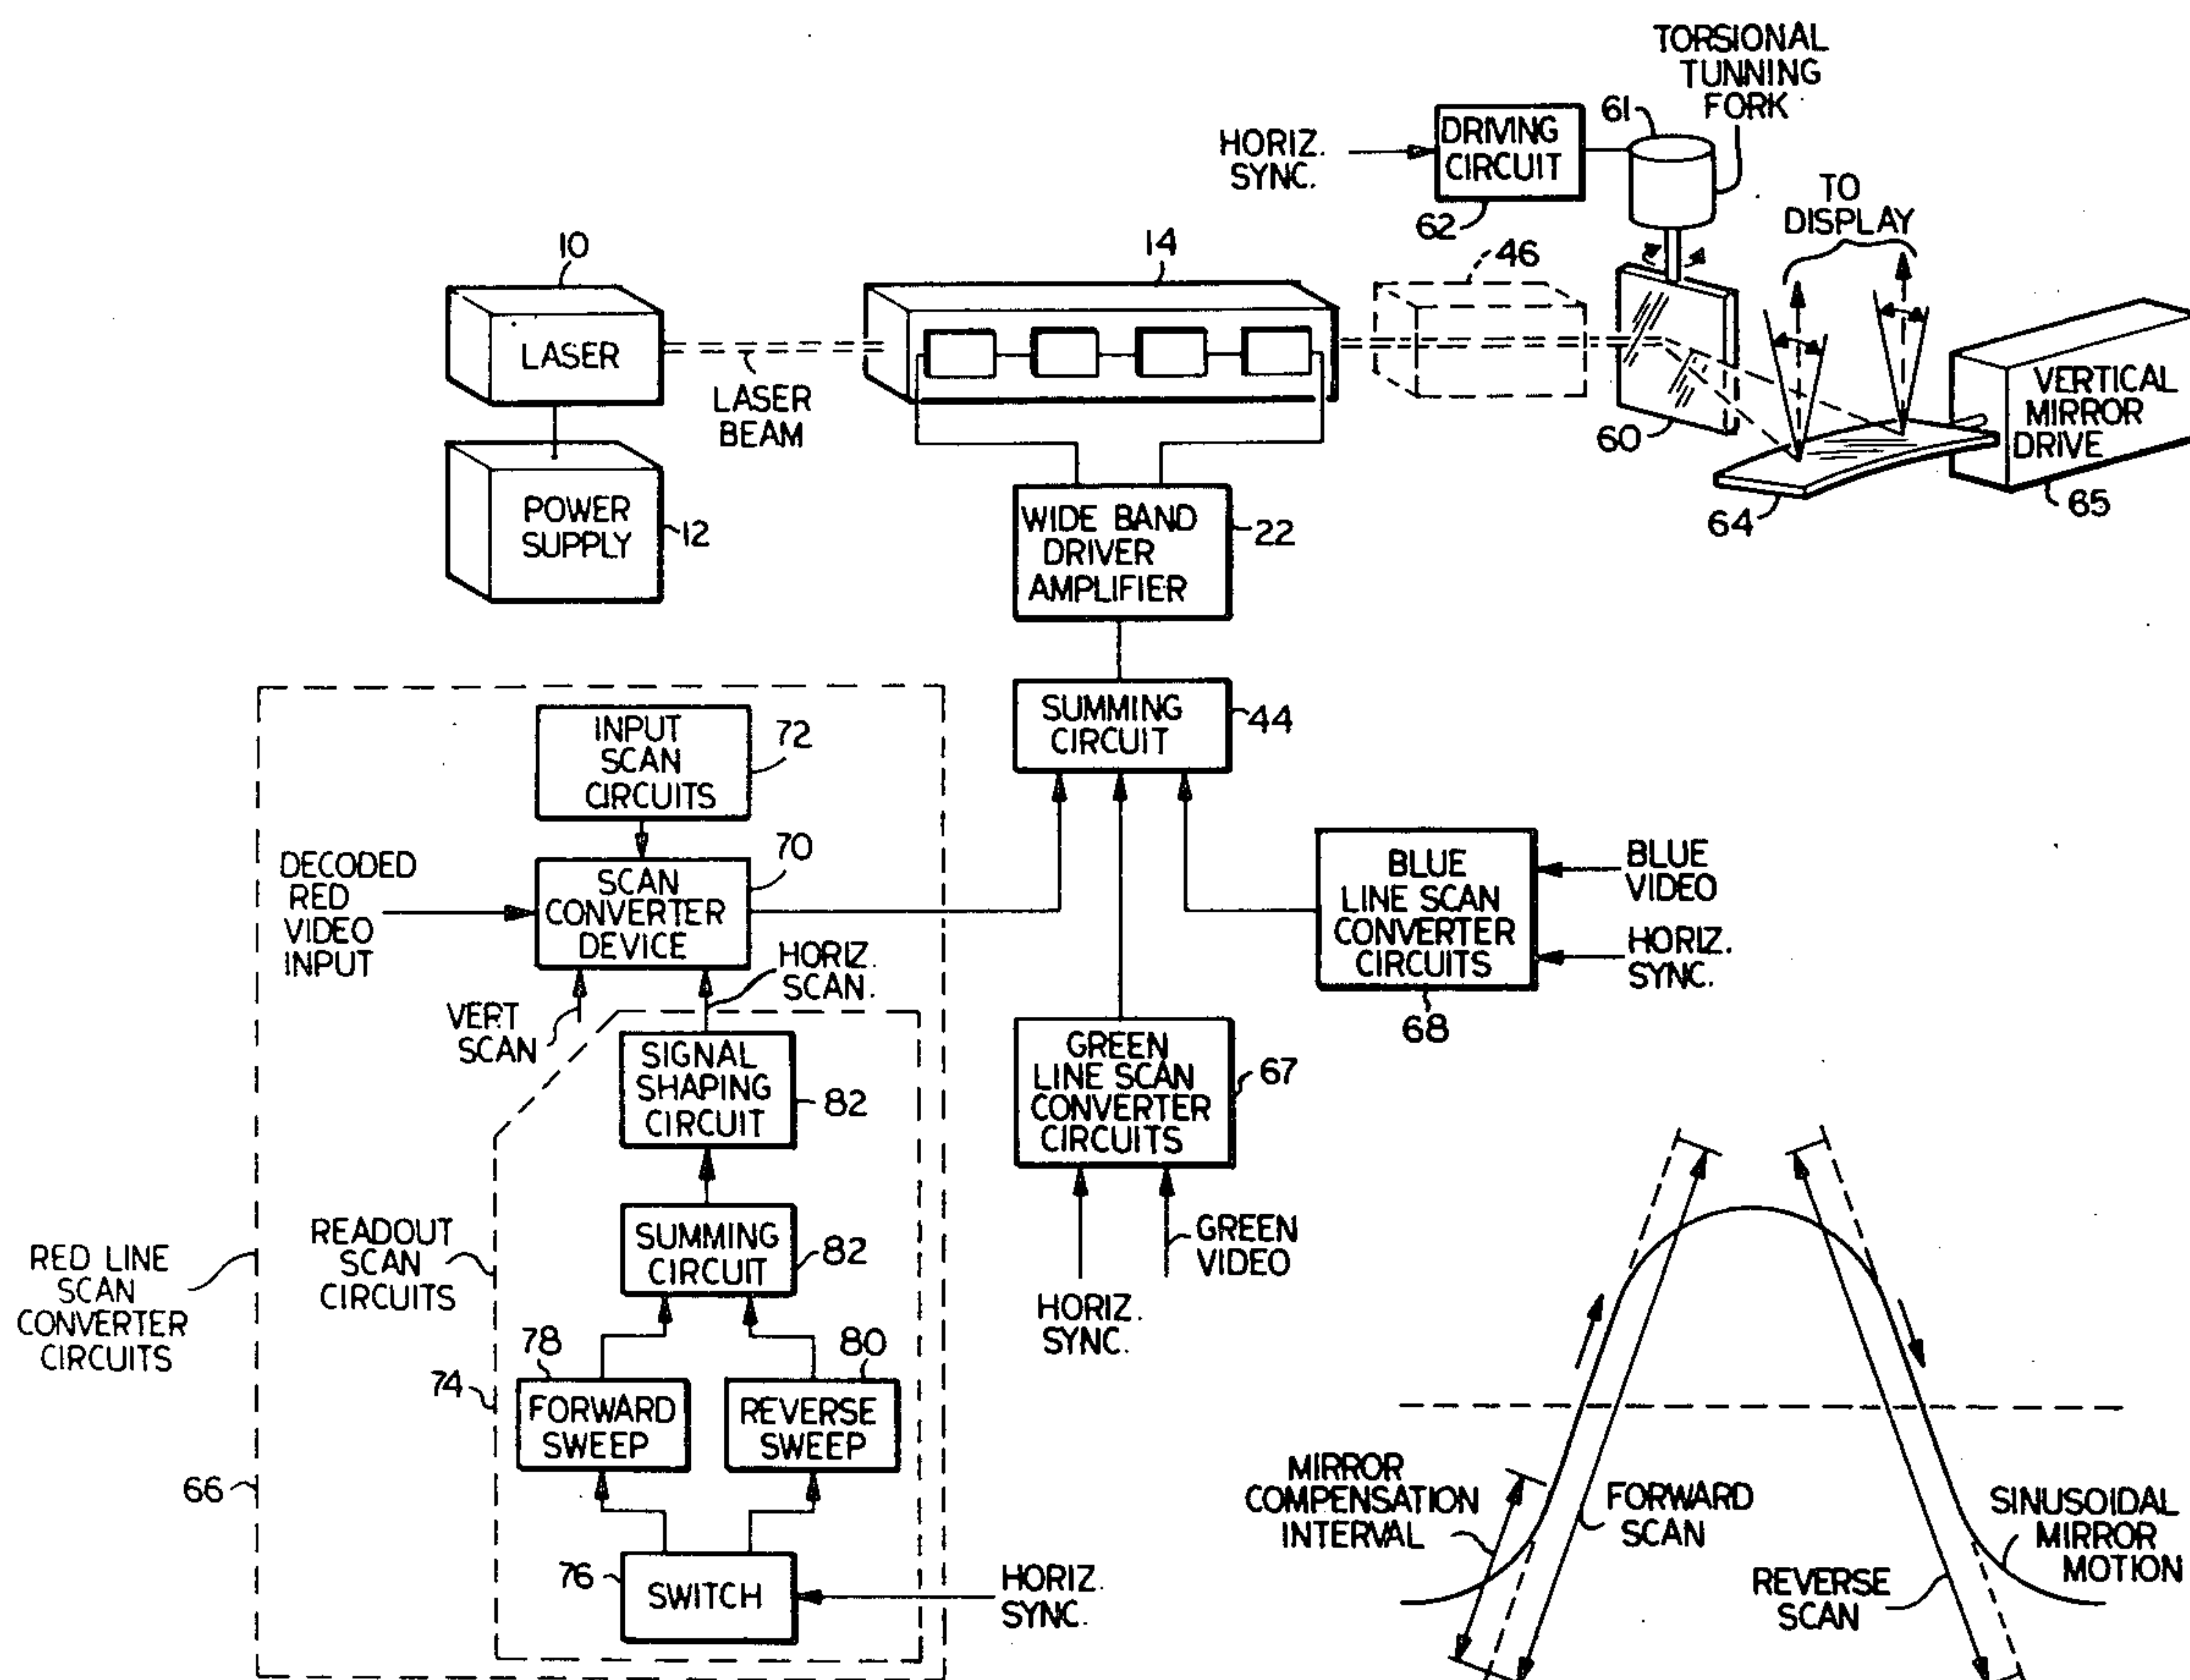 TORSIONAL
TUNNING
FORK
61
HORIZ.
SYNC.
DRIVING
CIRCUIT
62
TO
DISPLAY
10
14
46
LASER
LASER
BEAM
60
64
VERTICAL
MIRROR
DRIVE
65
POWER
SUPPLY
12
WIDE BAND
DRIVER
AMPLIFIER
22
SUMMING
CIRCUIT
44
INPUT
SCAN
CIRCUITS
72
DECODED
RED
VIDEO
INPUT
SCAN
CONVERTER
DEVICE
70
HORIZ.
SCAN.
VERT
SCAN
BLUE
LINE SCAN
CONVERTER
CIRCUITS
68
BLUE
VIDEO
HORIZ.
SYNC.
SIGNAL
SHAPING
CIRCUIT
82
GREEN
LINE SCAN
CONVERTER
CIRCUITS
67
GREEN
VIDEO
HORIZ.
SYNC.
RED LINE
SCAN
CONVERTER
CIRCUITS
READOUT
SCAN
CIRCUITS
SUMMING
CIRCUIT
82
78
80
74
FORWARD
SWEEP
REVERSE
SWEEP
66
76
SWITCH
HORIZ.
SYNC.
MIRROR
COMPENSATION
INTERVAL
FORWARD
SCAN
REVERSE
SCAN
SINUSOIDAL
MIRROR
MOTION